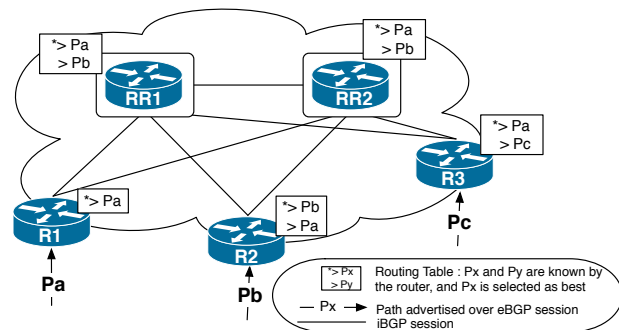 *> Pa
> Pb
*> Pa
> Pb
RR1
RR2
*> Pa
> Pc
R3
*> Pa
*> Pb
> Pa
R1
R2
Pc
Pa
Pb
*> Px
> Py
Routing Table : Px and Py are known by
the router, and Px is selected as best
Px
Path advertised over eBGP session
iBGP session